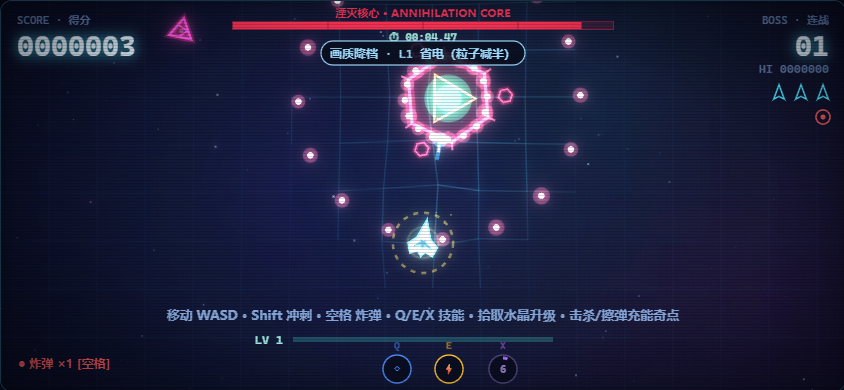 SCORE · 得分
0000003
湮灭核心 · ANNIHILATION CORE
00:04.47
画质降档 · L1 省电（粒子减半）
BOSS · 连战
01
HI 0000000
移动 WASD · Shift 冲刺 · 空格 炸弹 · Q/E/X 技能 · 拾取水晶升级 · 击杀/擦弹充能奇点
LV 1
Q E X
6
炸弹 ×1 [空格]